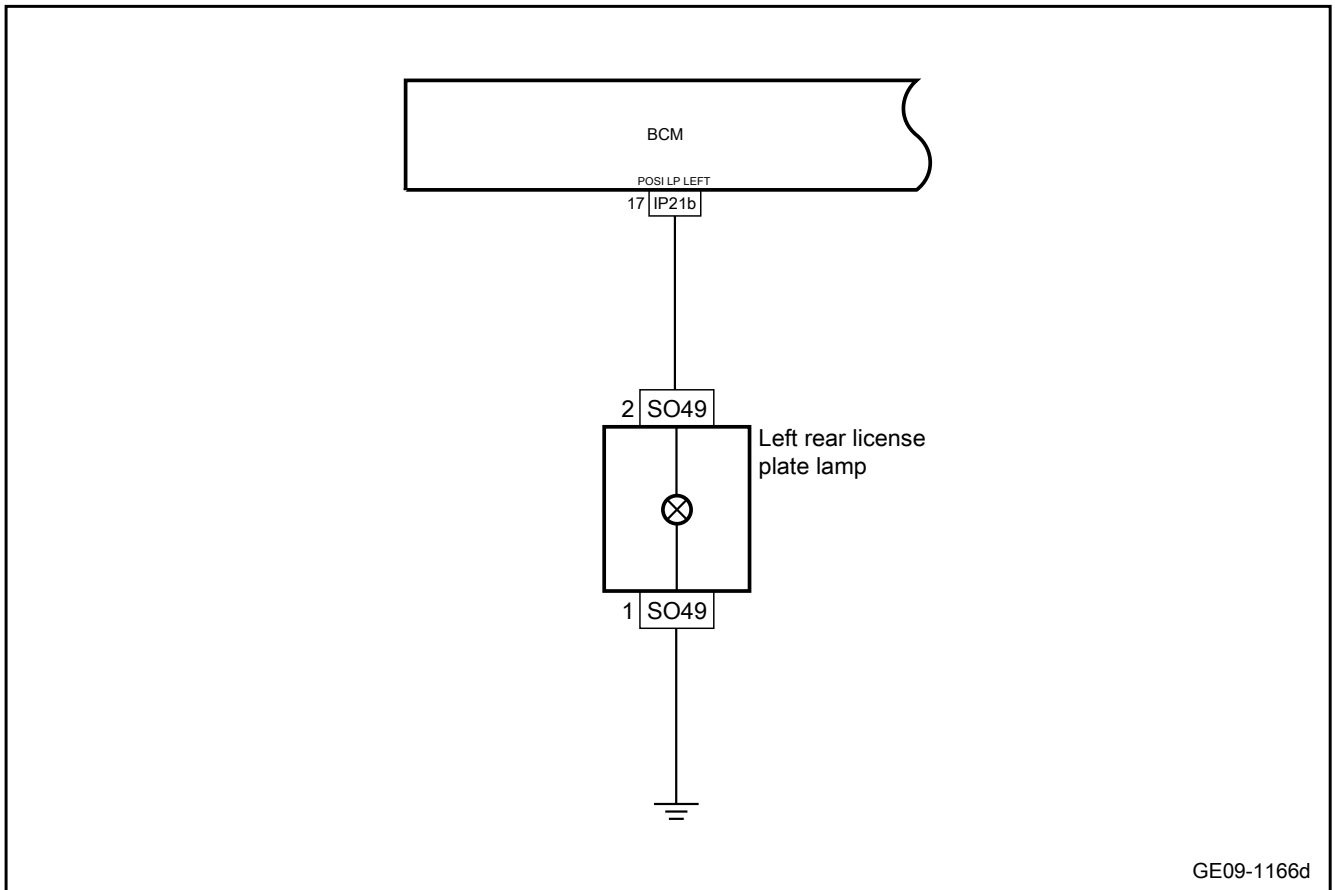 BCM
POSI LP LEFT
17 IP21b
2 SO49
Left rear license
plate lamp
1 SO49
GE09-1166d